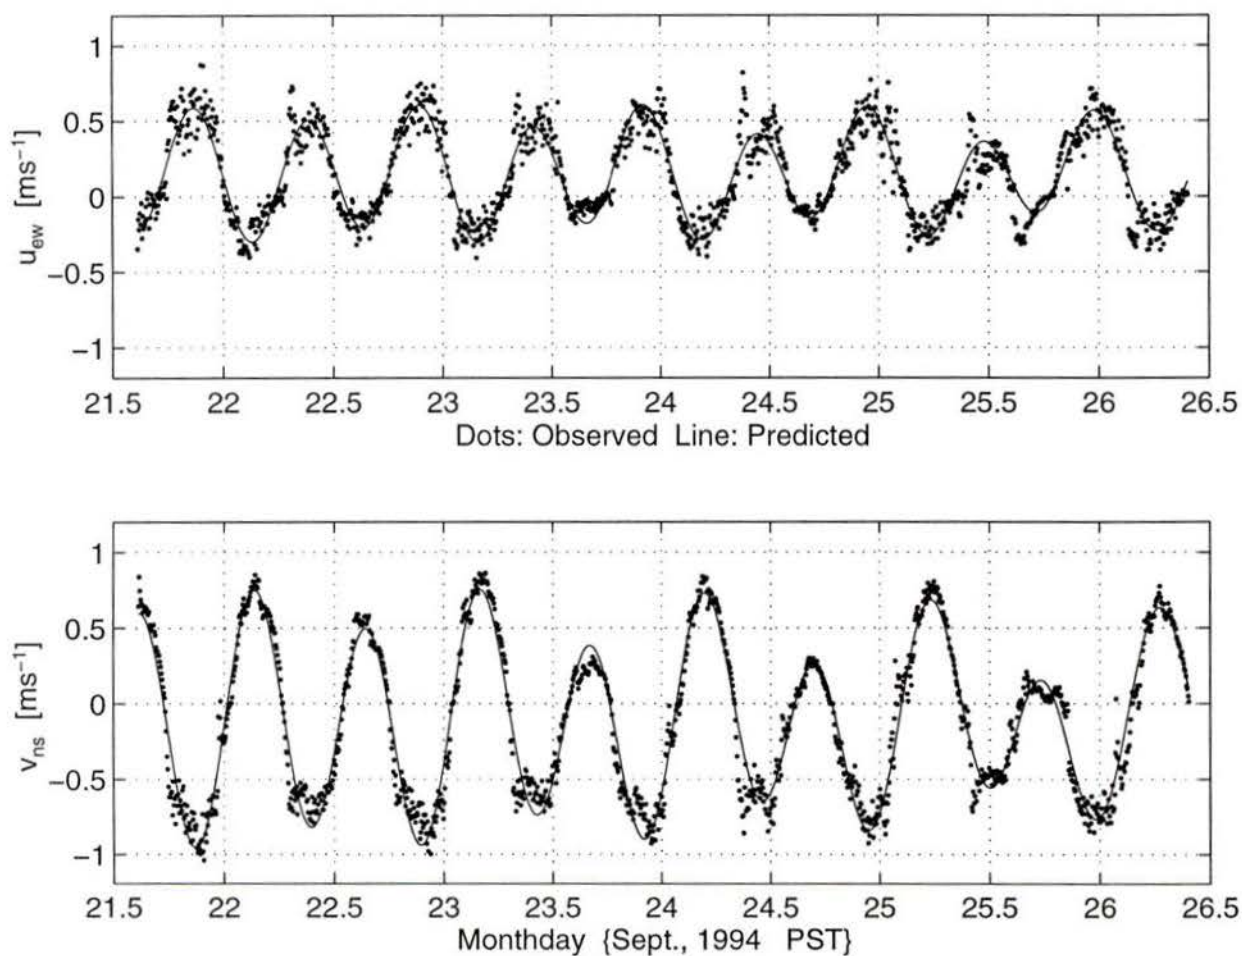 1
0.5
0
−0.5
−1
u_ew [ms⁻¹]
21.5 22 22.5 23 23.5 24 24.5 25 25.5 26 26.5
Dots: Observed Line: Predicted
1
0.5
0
−0.5
−1
v_ns [ms⁻¹]
21.5 22 22.5 23 23.5 24 24.5 25 25.5 26 26.5
Monthday {Sept., 1994 PST}